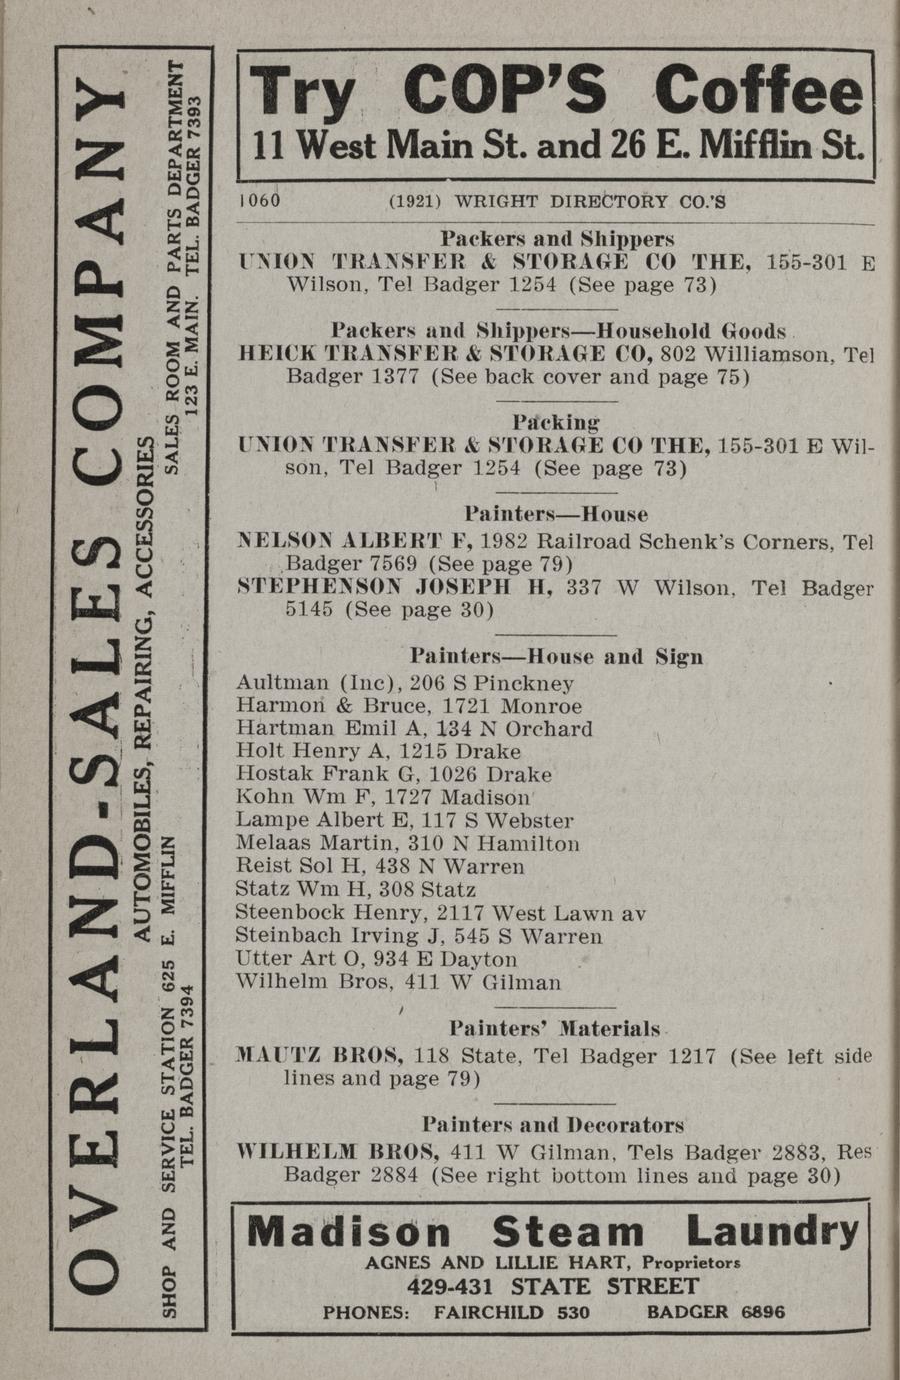 OVERLAND-SALES COMPANY
AUTOMOBILES, REPAIRING, ACCESSORIES
SHOP AND SERVICE STATION 625 E. MIFFLIN
TEL. BADGER 7394
SALES ROOM AND PARTS DEPARTMENT
123 E. MAIN. TEL. BADGER 7393
Try COP'S Coffee
11 West Main St. and 26 E. Mifflin St.
1060 (1921) WRIGHT DIRECTORY CO.'S
Packers and Shippers
UNION TRANSFER & STORAGE CO THE, 155-301 E
Wilson, Tel Badger 1254 (See page 73)
Packers and Shippers—Household Goods
HEICK TRANSFER & STORAGE CO, 802 Williamson, Tel
Badger 1377 (See back cover and page 75)
Packing
UNION TRANSFER & STORAGE CO THE, 155-301 E Wil-
son, Tel Badger 1254 (See page 73)
Painters—House
NELSON ALBERT F, 1982 Railroad Schenk's Corners, Tel
Badger 7569 (See page 79)
STEPHENSON JOSEPH H, 337 W Wilson, Tel Badger
5145 (See page 30)
Painters—House and Sign
Aultman (Inc), 206 S Pinckney
Harmon & Bruce, 1721 Monroe
Hartman Emil A, 134 N Orchard
Holt Henry A, 1215 Drake
Hostak Frank G, 1026 Drake
Kohn Wm F, 1727 Madison
Lampe Albert E, 117 S Webster
Melaas Martin, 310 N Hamilton
Reist Sol H, 438 N Warren
Statz Wm H, 308 Statz
Steenbock Henry, 2117 West Lawn av
Steinbach Irving J, 545 S Warren
Utter Art O, 934 E Dayton
Wilhelm Bros, 411 W Gilman
Painters' Materials
MAUTZ BROS, 118 State, Tel Badger 1217 (See left side
lines and page 79)
Painters and Decorators
WILHELM BROS, 411 W Gilman, Tels Badger 2883, Res
Badger 2884 (See right bottom lines and page 30)
Madison Steam Laundry
AGNES AND LILLIE HART, Proprietors
429-431 STATE STREET
PHONES: FAIRCHILD 530 BADGER 6896